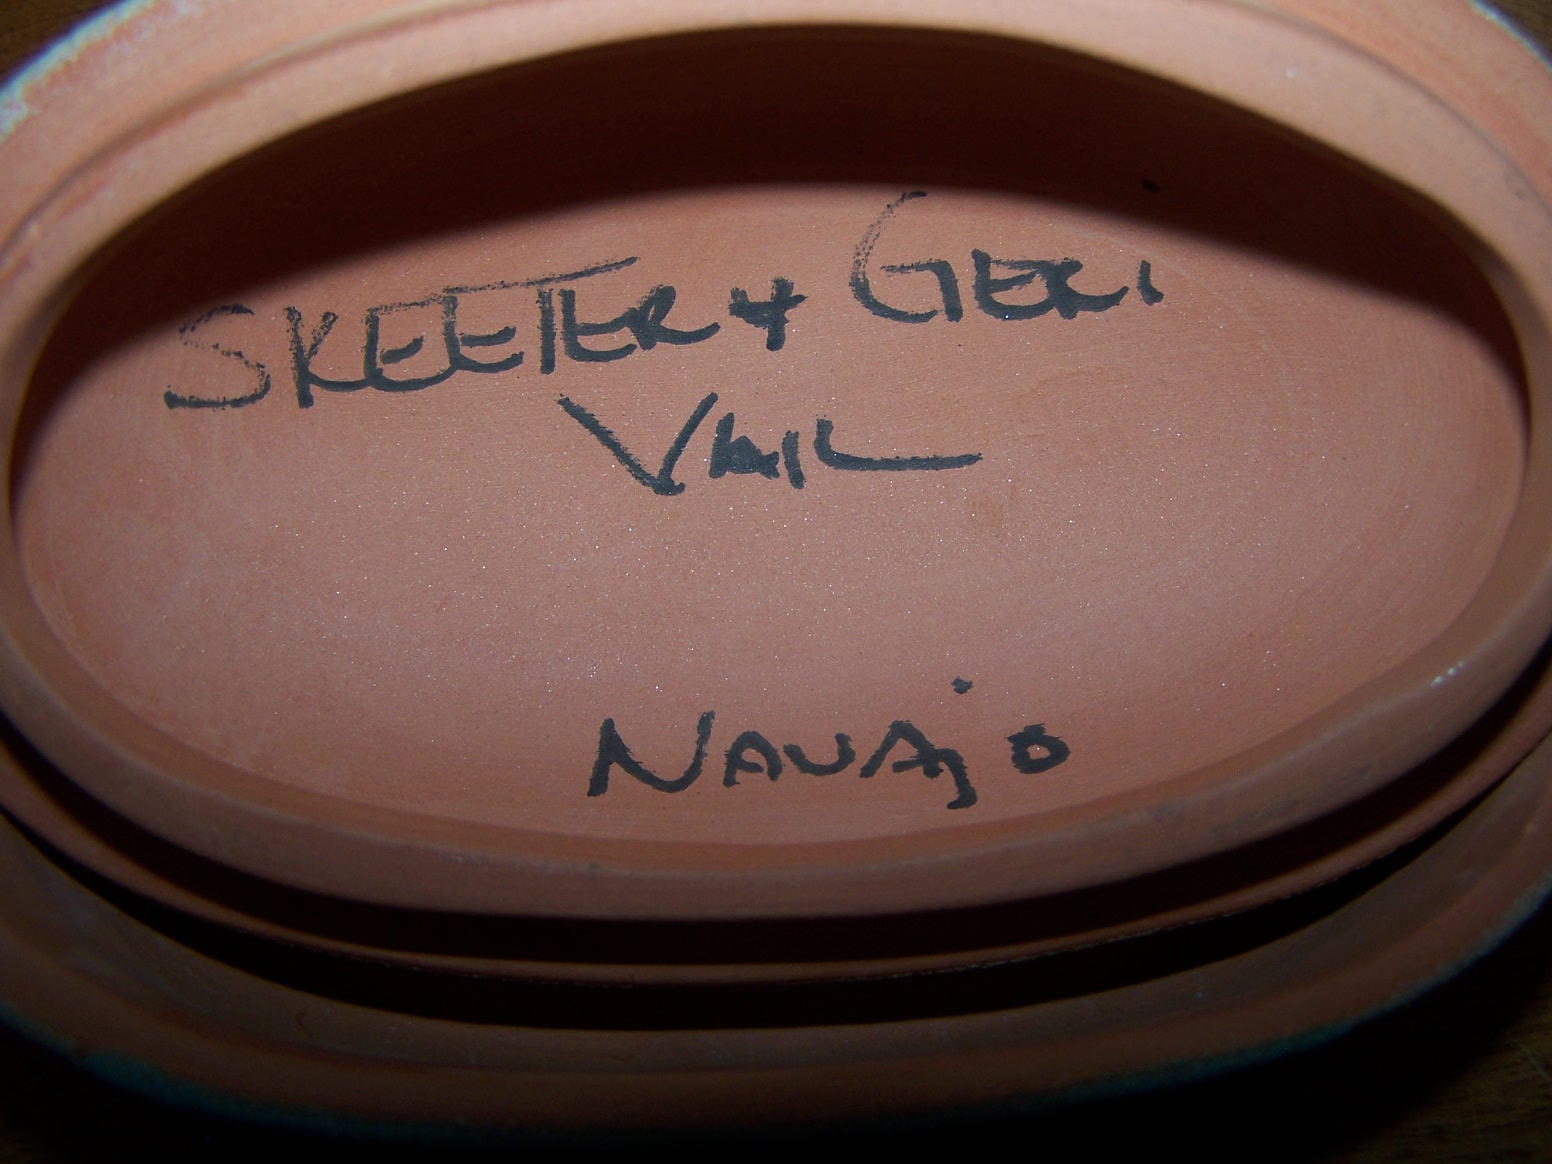 SKEETER + GERI
VAIL
NAVAjO